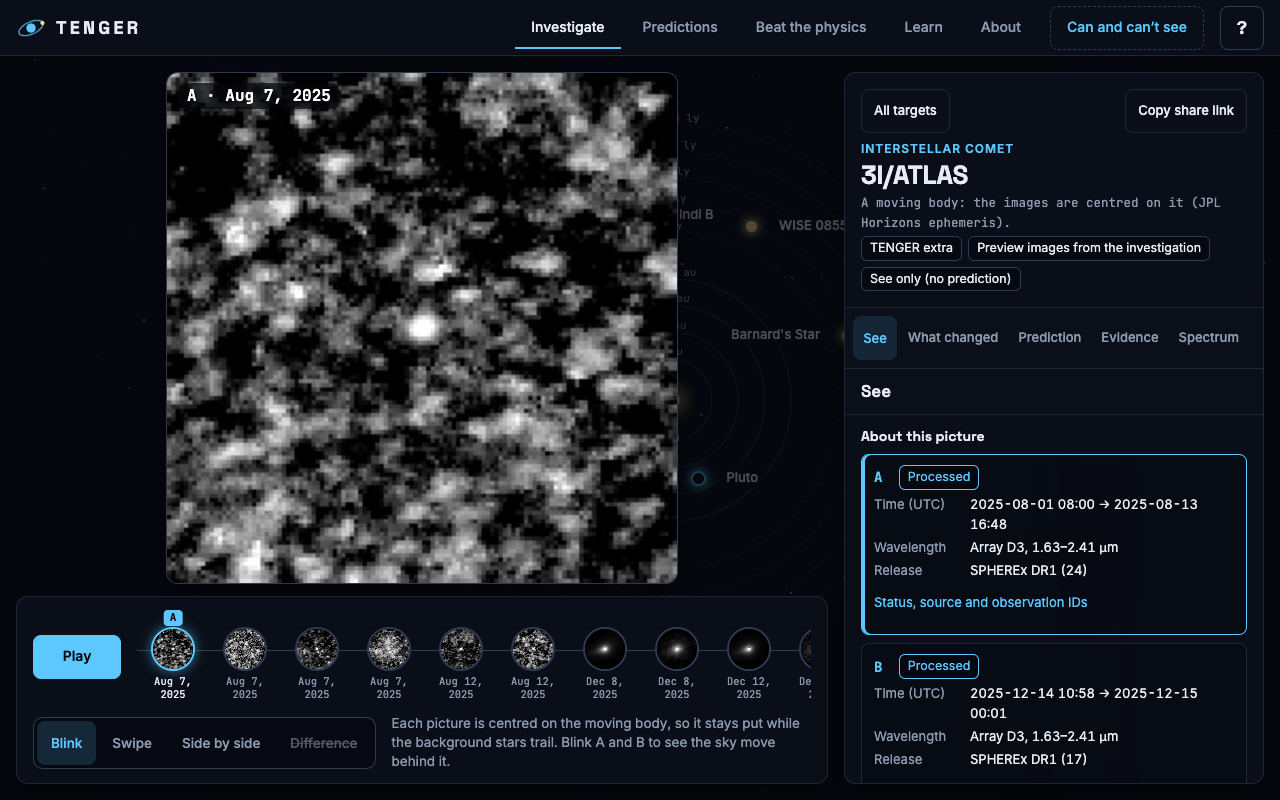 TENGER
Investigate
Predictions
Beat the physics
Learn
About
Can and can't see
?
A · Aug 7, 2025
ly
ly
ly
Indi B
WISE 0855
au
au
au
Barnard's Star
Pluto
All targets
Copy share link
INTERSTELLAR COMET
3I/ATLAS
A moving body: the images are centred on it (JPL
Horizons ephemeris).
TENGER extra
Preview images from the investigation
See only (no prediction)
See
What changed
Prediction
Evidence
Spectrum
See
About this picture
A Processed
Time (UTC) 2025-08-01 08:00 → 2025-08-13
16:48
Wavelength Array D3, 1.63–2.41 µm
Release SPHEREx DR1 (24)
Status, source and observation IDs
B Processed
Time (UTC) 2025-12-14 10:58 → 2025-12-15
00:01
Wavelength Array D3, 1.63–2.41 µm
Release SPHEREx DR1 (17)
Play
A
Aug 7,
2025
Aug 7,
2025
Aug 7,
2025
Aug 7,
2025
Aug 12,
2025
Aug 12,
2025
Dec 8,
2025
Dec 8,
2025
Dec 12,
2025
Blink
Swipe
Side by side
Difference
Each picture is centred on the moving body, so it stays put while
the background stars trail. Blink A and B to see the sky move
behind it.